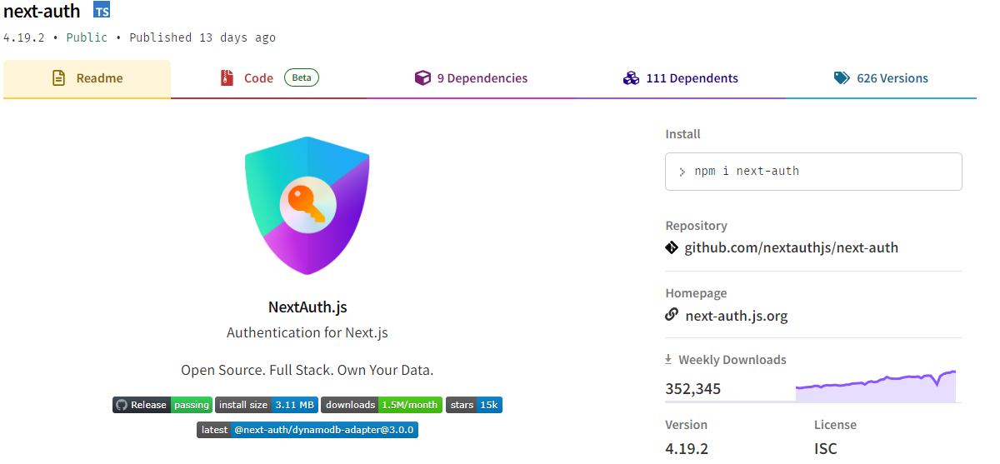 next-auth TS
4.19.2 • Public • Published 13 days ago
Readme
Code Beta
9 Dependencies
111 Dependents
626 Versions
NextAuth.js
Authentication for Next.js
Open Source. Full Stack. Own Your Data.
Release passing install size 3.11 MB downloads 1.5M/month stars 15k
latest @next-auth/dynamodb-adapter@3.0.0
Install
> npm i next-auth
Repository
github.com/nextauthjs/next-auth
Homepage
next-auth.js.org
Weekly Downloads
352,345
Version License
4.19.2 ISC